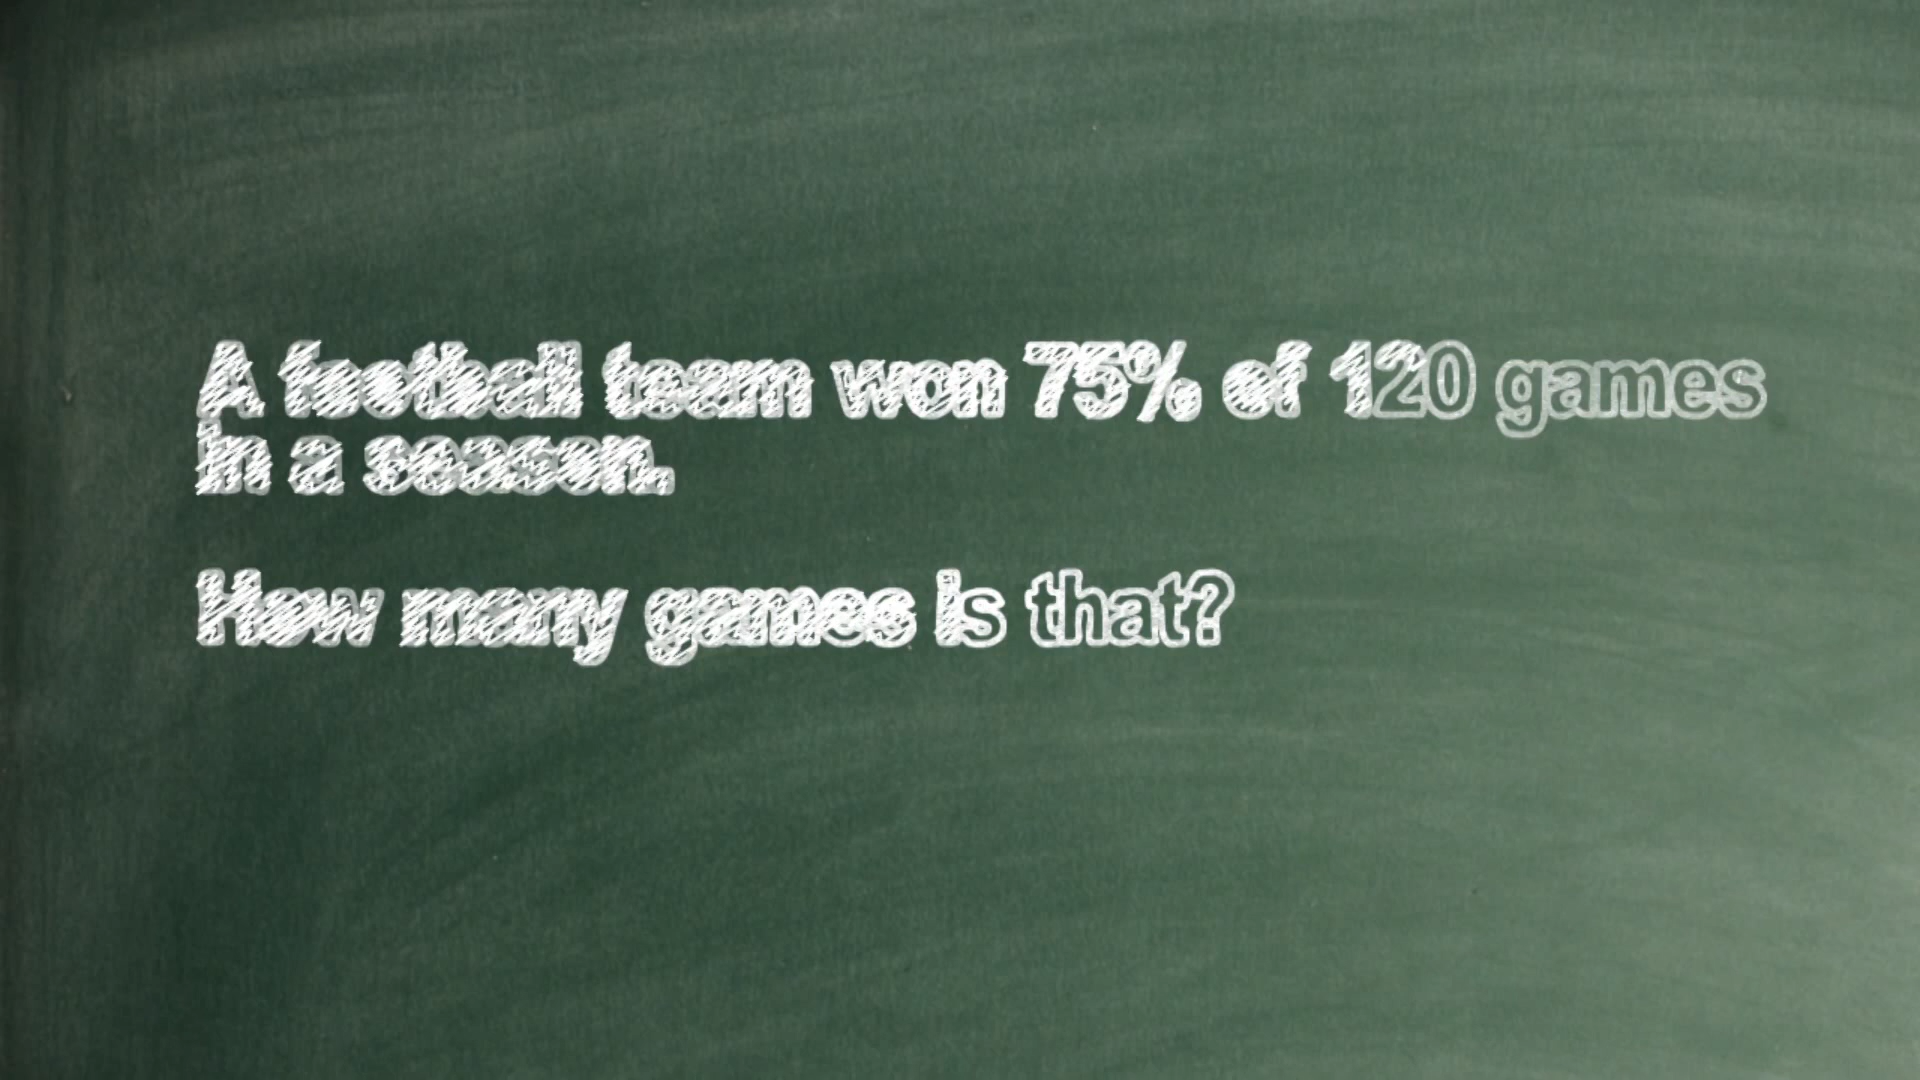 A football team won 75% of 120 games
in a season.
How many games is that?